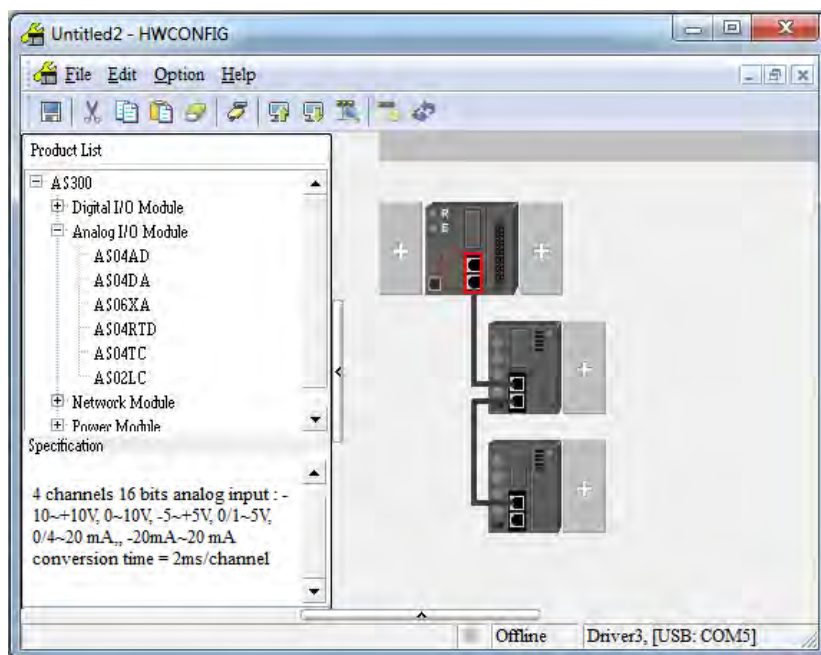 Untitled2 - HWCONFIG
File Edit Option Help
Product List
AS300
Digital I/O Module
Analog I/O Module
AS04AD
AS04DA
AS06XA
AS04RTD
AS04TC
AS02LC
Network Module
Power Module
Specification
4 channels 16 bits analog input : -
10~+10V, 0~10V, -5~+5V, 0/1~5V,
0/4~20 mA,, -20mA~20 mA
conversion time = 2ms/channel
R
E
Offline Driver3, [USB: COM5]